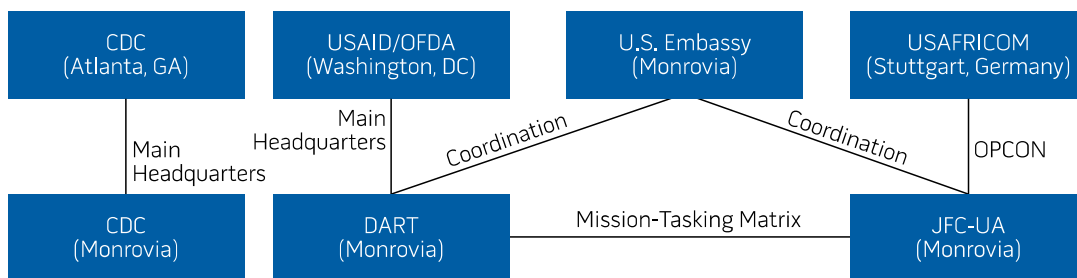 CDC
(Atlanta, GA)
USAID/OFDA
(Washington, DC)
U.S. Embassy
(Monrovia)
USAFRICOM
(Stuttgart, Germany)
Main
Headquarters
Main
Headquarters
Coordination
Coordination
OPCON
CDC
(Monrovia)
DART
(Monrovia)
Mission-Tasking Matrix
JFC-UA
(Monrovia)